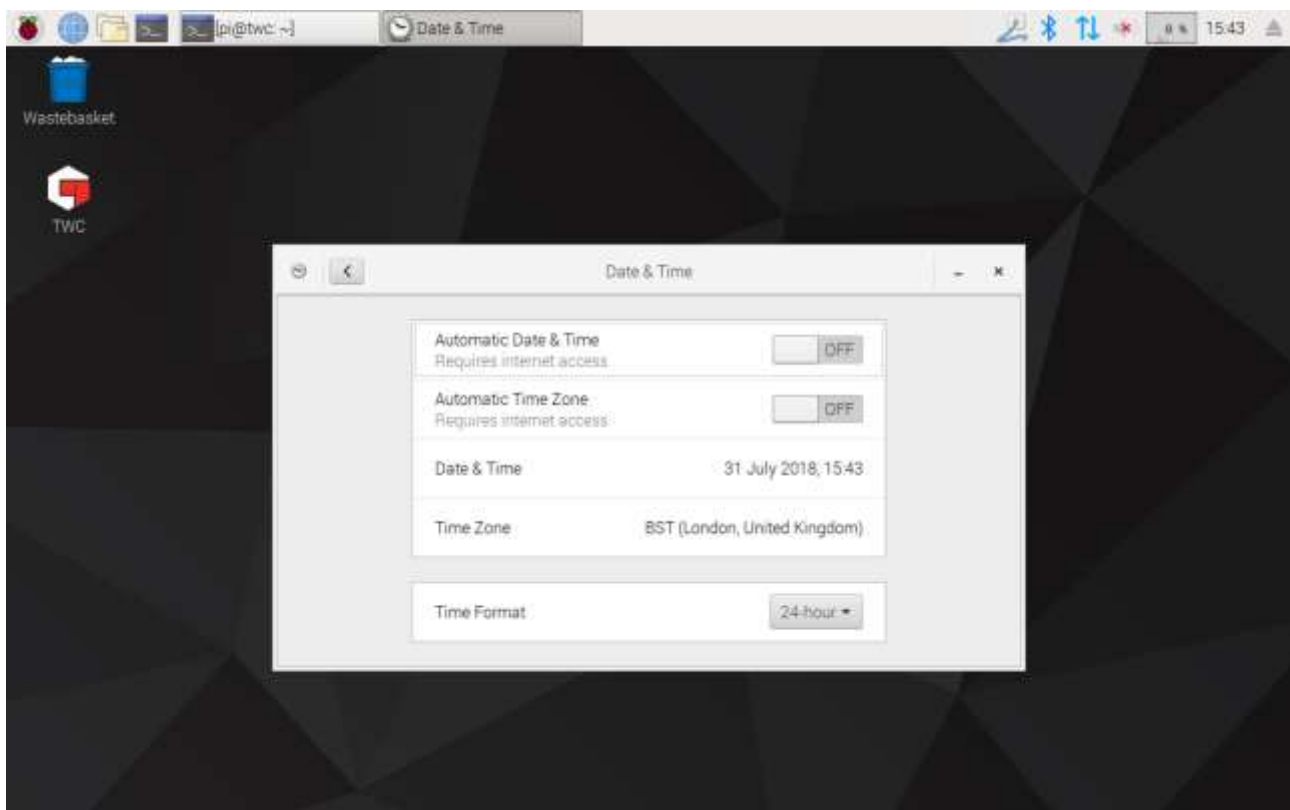 [pi@twc: ~]
Date & Time
0 %
15:43
Wastebasket
TWC
Date & Time
Automatic Date & Time
Requires internet access
OFF
Automatic Time Zone
Requires internet access
OFF
Date & Time
31 July 2018, 15:43
Time Zone
BST (London, United Kingdom)
Time Format
24-hour